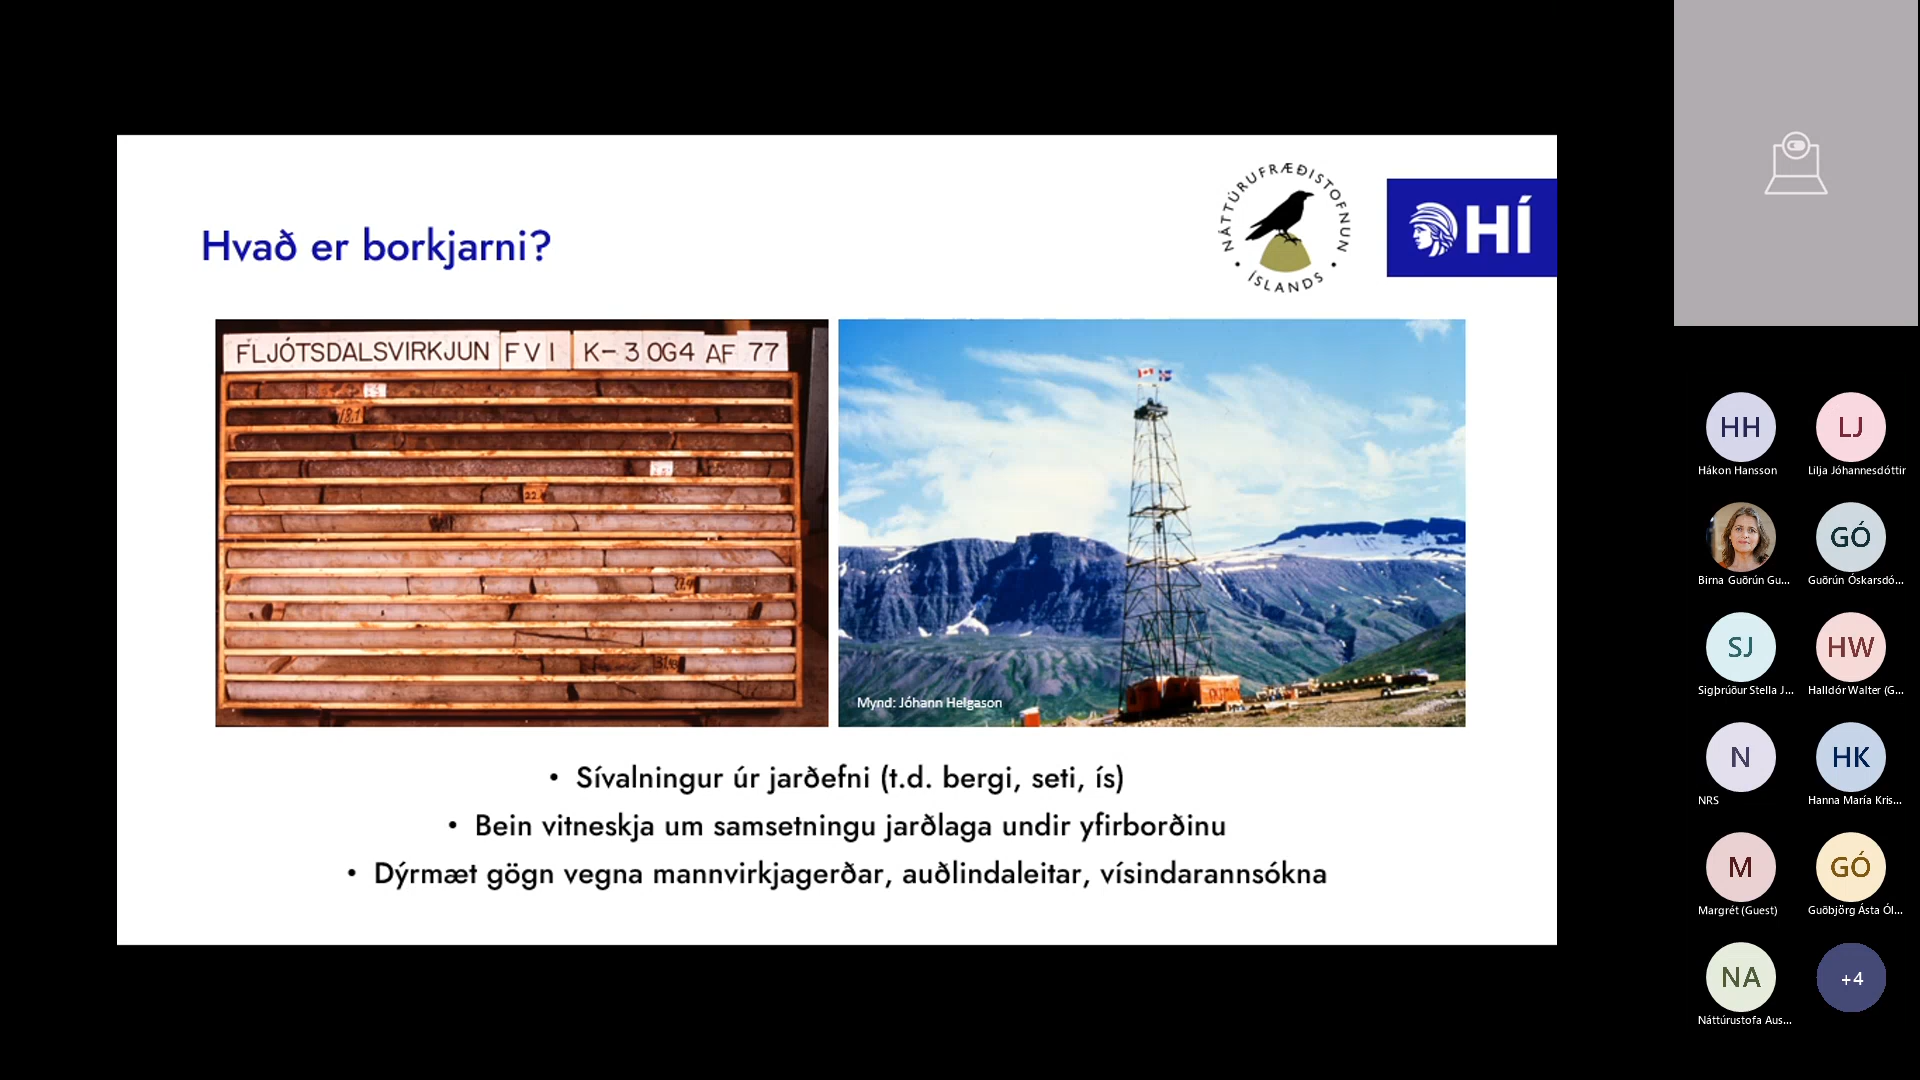 NÁTTÚRUFRÆÐISTOFNUN
• ÍSLANDS •
HÍ
Hvað er borkjarni?
FLJÓTSDALSVIRKJUN FV1 K-3 OG4 AF 77
22.
Mynd: Jóhann Helgason
• Sívalningur úr jarðefni (t.d. bergi, seti, ís)
• Bein vitneskja um samsetningu jarðlaga undir yfirborðinu
• Dýrmæt gögn vegna mannvirkjagerðar, auðlindaleitar, vísindarannsókna
HH
Hákon Hansson
LJ
Lilja Jóhannesdóttir
Birna Guðrún Gu...
GÓ
Guðrún Óskarsdó...
SJ
Sigþrúður Stella J...
HW
Halldór Walter (G...
N
NRS
HK
Hanna María Kris...
M
Margrét (Guest)
GÓ
Guðbjörg Ásta Ól...
NA
Náttúrustofa Aus...
+4